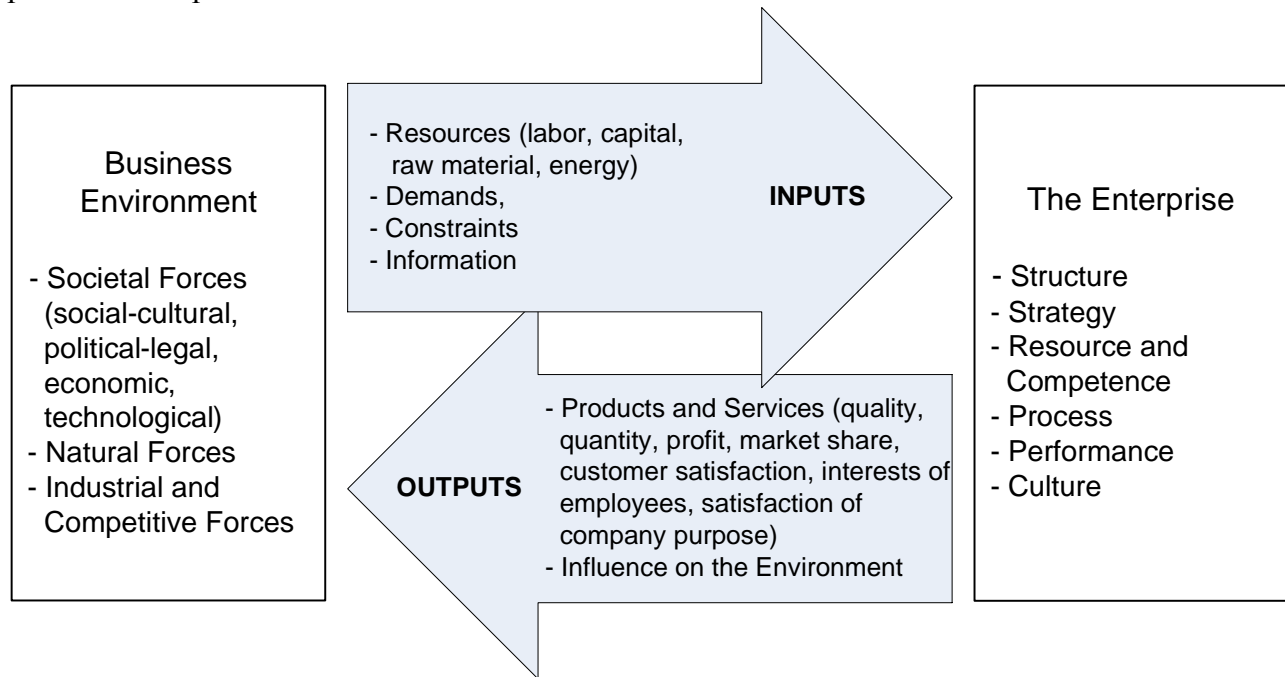 Business
Environment
- Societal Forces
(social-cultural,
political-legal,
economic,
technological)
- Natural Forces
- Industrial and
Competitive Forces
- Resources (labor, capital,
raw material, energy)
- Demands,
- Constraints
- Information
INPUTS
OUTPUTS
- Products and Services (quality,
quantity, profit, market share,
customer satisfaction, interests of
employees, satisfaction of
company purpose)
- Influence on the Environment
The Enterprise
- Structure
- Strategy
- Resource and
Competence
- Process
- Performance
- Culture